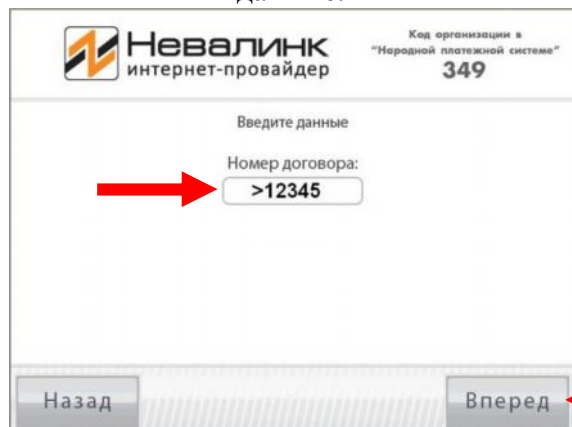 Невалинк
интернет-провайдер
Код организации в
"Народной платежной системе"
349
Введите данные
Номер договора:
>12345
Назад
Вперед